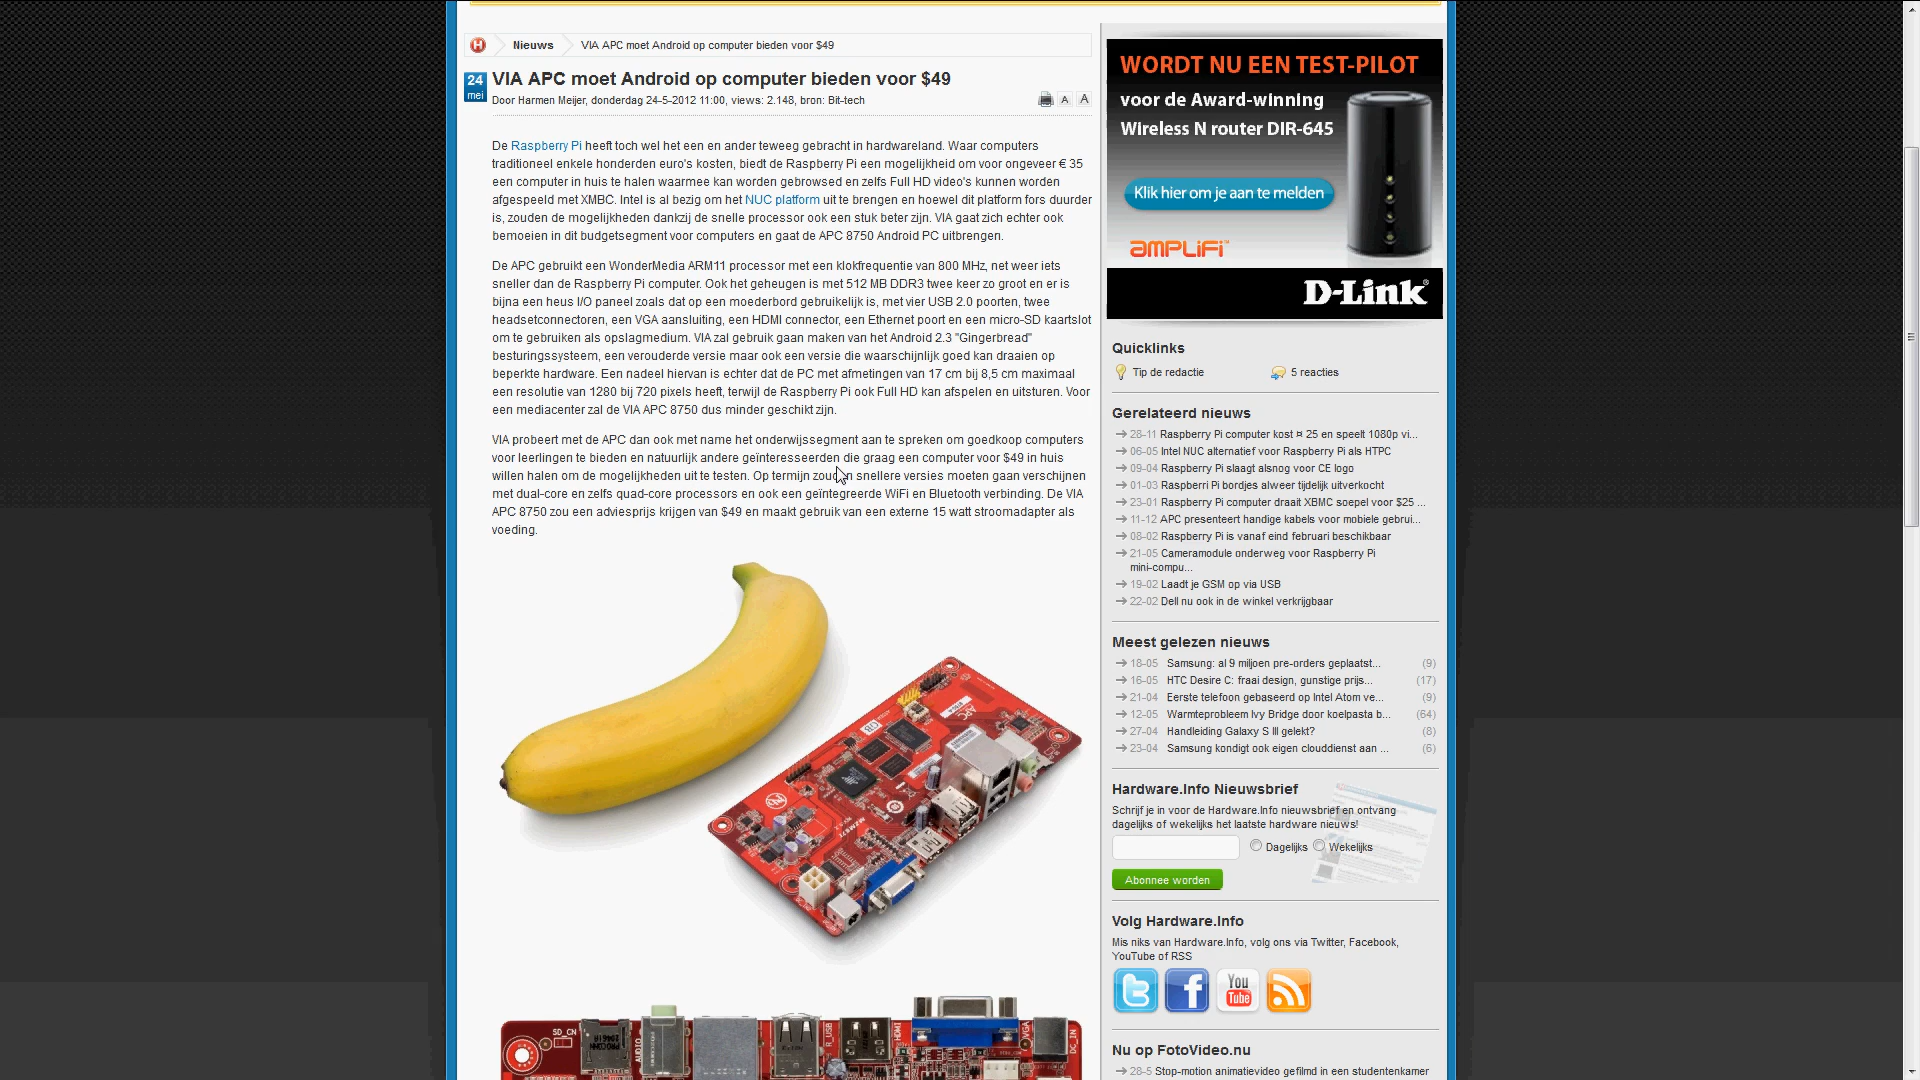 Nieuws
VIA APC moet Android op computer bieden voor $49
24
mei
VIA APC moet Android op computer bieden voor $49
Door Harmen Meijer, donderdag 24-5-2012 11:00, views: 2.148, bron: Bit-tech
A A
De Raspberry Pi heeft toch wel het een en ander teweeg gebracht in hardwareland. Waar computers
traditioneel enkele honderden euro's kosten, biedt de Raspberry Pi een mogelijkheid om voor ongeveer € 35
een computer in huis te halen waarmee kan worden gebrowsed en zelfs Full HD video's kunnen worden
afgespeeld met XMBC. Intel is al bezig om het NUC platform uit te brengen en hoewel dit platform fors duurder
is, zouden de mogelijkheden dankzij de snelle processor ook een stuk beter zijn. VIA gaat zich echter ook
bemoeien in dit budgetsegment voor computers en gaat de APC 8750 Android PC uitbrengen.
De APC gebruikt een WonderMedia ARM11 processor met een klokfrequentie van 800 MHz, net weer iets
sneller dan de Raspberry Pi computer. Ook het geheugen is met 512 MB DDR3 twee keer zo groot en er is
bijna een heus I/O paneel zoals dat op een moederbord gebruikelijk is, met vier USB 2.0 poorten, twee
headsetconnectoren, een VGA aansluiting, een HDMI connector, een Ethernet poort en een micro-SD kaartslot
om te gebruiken als opslagmedium. VIA zal gebruik gaan maken van het Android 2.3 "Gingerbread"
besturingssysteem, een verouderde versie maar ook een versie die waarschijnlijk goed kan draaien op
beperkte hardware. Een nadeel hiervan is echter dat de PC met afmetingen van 17 cm bij 8,5 cm maximaal
een resolutie van 1280 bij 720 pixels heeft, terwijl de Raspberry Pi ook Full HD kan afspelen en uitsturen. Voor
een mediacenter zal de VIA APC 8750 dus minder geschikt zijn.
VIA probeert met de APC dan ook met name het onderwijssegment aan te spreken om goedkoop computers
voor leerlingen te bieden en natuurlijk andere geïnteresseerden die graag een computer voor $49 in huis
willen halen om de mogelijkheden uit te testen. Op termijn zouden snellere versies moeten gaan verschijnen
met dual-core en zelfs quad-core processors en ook een geïntegreerde WiFi en Bluetooth verbinding. De VIA
APC 8750 zou een adviesprijs krijgen van $49 en maakt gebruik van een externe 15 watt stroomadapter als
voeding.
APC
SD_CN
AUDIO
R_USB
HDMI
VGA
DC_IN
WORDT NU EEN TEST-PILOT
voor de Award-winning
Wireless N router DIR-645
Klik hier om je aan te melden
AMPLIFI
D-Link
Quicklinks
Tip de redactie
5 reacties
Gerelateerd nieuws
28-11 Raspberry Pi computer kost ¤ 25 en speelt 1080p vi...
06-05 Intel NUC alternatief voor Raspberry Pi als HTPC
09-04 Raspberry Pi slaagt alsnog voor CE logo
01-03 Raspberri Pi bordjes alweer tijdelijk uitverkocht
23-01 Raspberry Pi computer draait XBMC soepel voor $25 ...
11-12 APC presenteert handige kabels voor mobiele gebrui...
08-02 Raspberry Pi is vanaf eind februari beschikbaar
21-05 Cameramodule onderweg voor Raspberry Pi
mini-compu...
19-02 Laadt je GSM op via USB
22-02 Dell nu ook in de winkel verkrijgbaar
Meest gelezen nieuws
18-05 Samsung: al 9 miljoen pre-orders geplaatst... (9)
16-05 HTC Desire C: fraai design, gunstige prijs... (17)
21-04 Eerste telefoon gebaseerd op Intel Atom ve... (9)
12-05 Warmteprobleem Ivy Bridge door koelpasta b... (64)
27-04 Handleiding Galaxy S III gelekt? (8)
23-04 Samsung kondigt ook eigen clouddienst aan ... (6)
Hardware.Info Nieuwsbrief
Schrijf je in voor de Hardware.Info nieuwsbrief en ontvang
dagelijks of wekelijks het laatste hardware nieuws!
Dagelijks Wekelijks
Abonnee worden
Volg Hardware.Info
Mis niks van Hardware.Info, volg ons via Twitter, Facebook,
YouTube of RSS
You
Tube
Nu op FotoVideo.nu
28-5 Stop-motion animatievideo gefilmd in een studentenkamer